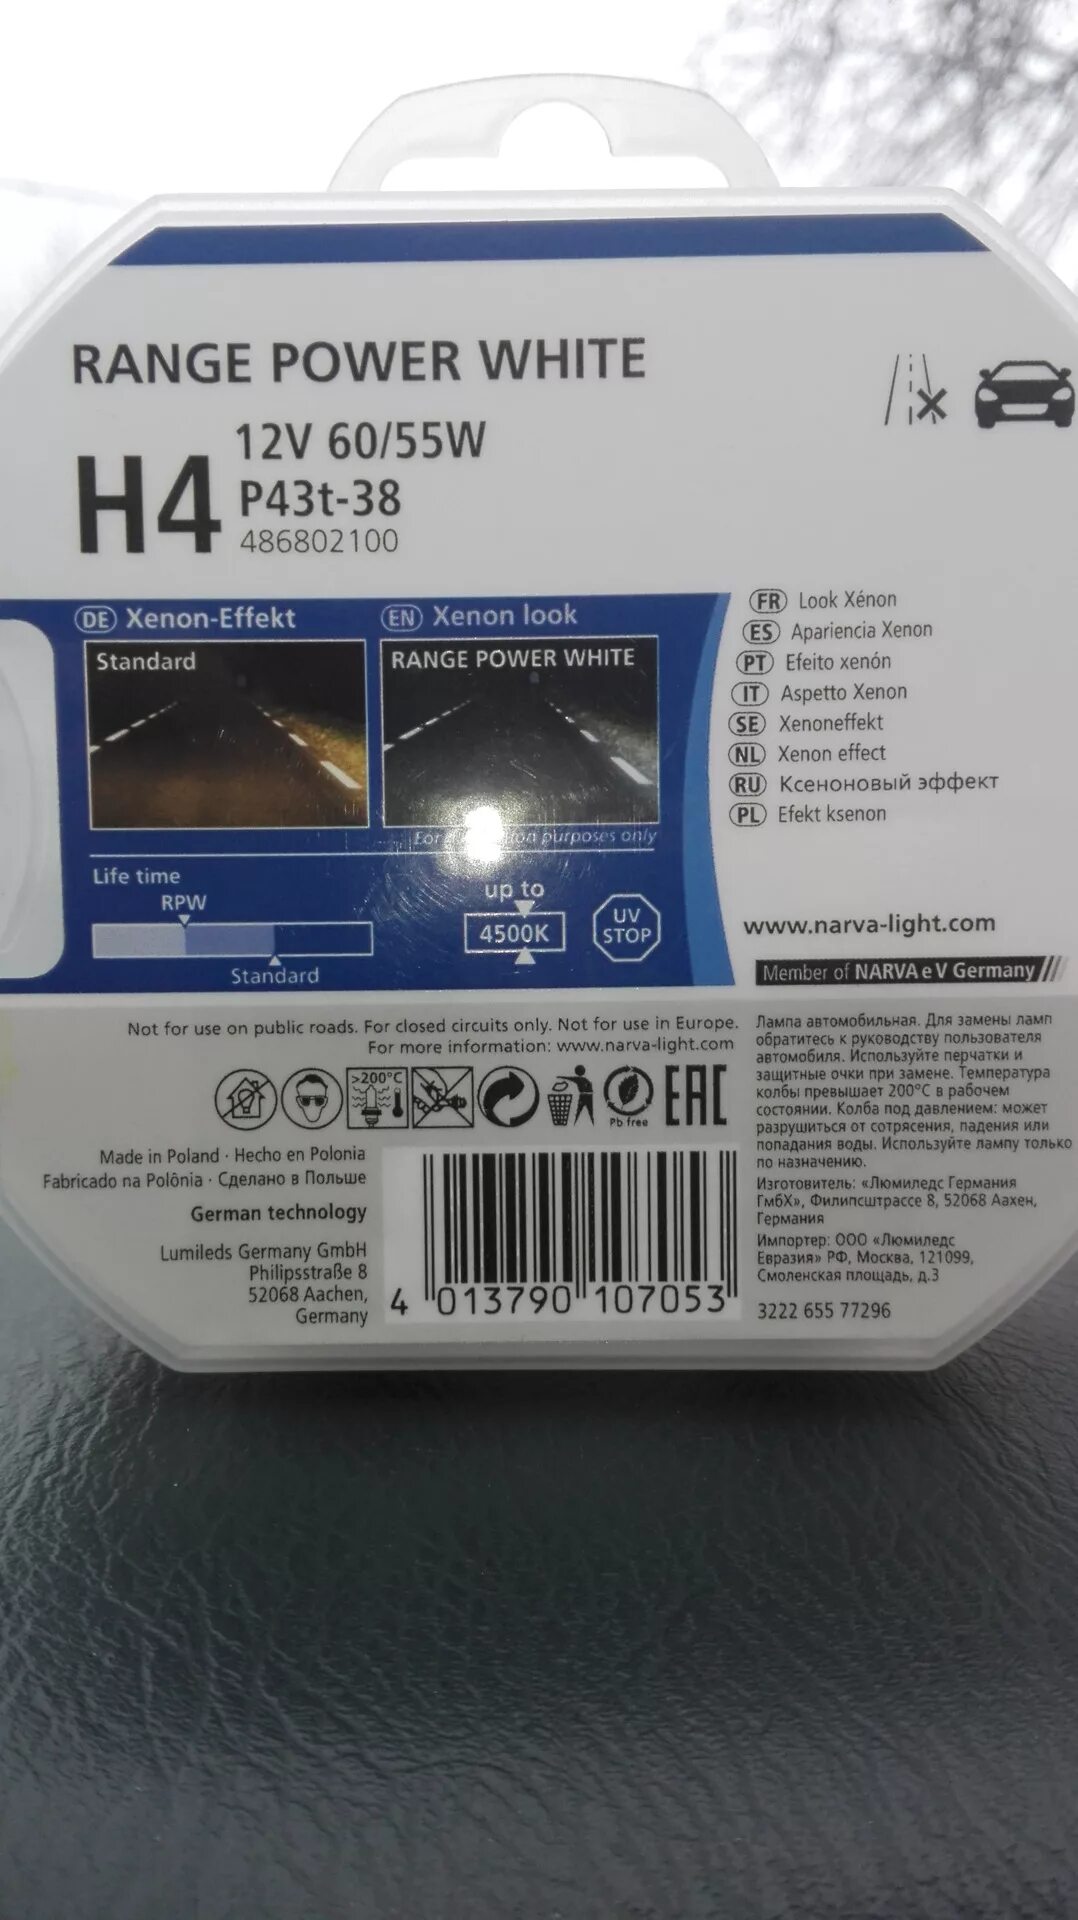 RANGE POWER WHITE
H4
12V 60/55W
P43t-38
486802100
DE Xenon-Effekt
EN Xenon look
Standard
RANGE POWER WHITE
For purposes only
FR Look Xénon
ES Apariencia Xenon
PT Efeito xenón
IT Aspetto Xenon
SE Xenoneffekt
NL Xenon effect
RU Ксеноновый эффект
PL Efekt ksenon
Life time
RPW
Standard
up to
4500K
UV
STOP
www.narva-light.com
Member of NARVA e V Germany
Not for use on public roads. For closed circuits only. Not for use in Europe.
For more information: www.narva-light.com
>200°C
Pb free
EAC
Made in Poland · Hecho en Polonia
Fabricado na Polônia · Сделано в Польше
German technology
Lumileds Germany GmbH
Philipsstraße 8
52068 Aachen,
Germany
4 013790 107053
Лампа автомобильная. Для замены ламп
обратитесь к руководству пользователя
автомобиля. Используйте перчатки и
защитные очки при замене. Температура
колбы превышает 200°C в рабочем
состоянии. Колба под давлением: может
разрушиться от сотрясения, падения или
попадания воды. Используйте лампу только
по назначению.
Изготовитель: «Люмиледс Германия
ГмбХ», Филипсштрассе 8, 52068 Аахен,
Германия
Импортер: ООО «Люмиледс
Евразия» РФ, Москва, 121099,
Смоленская площадь, д.3
3222 655 77296